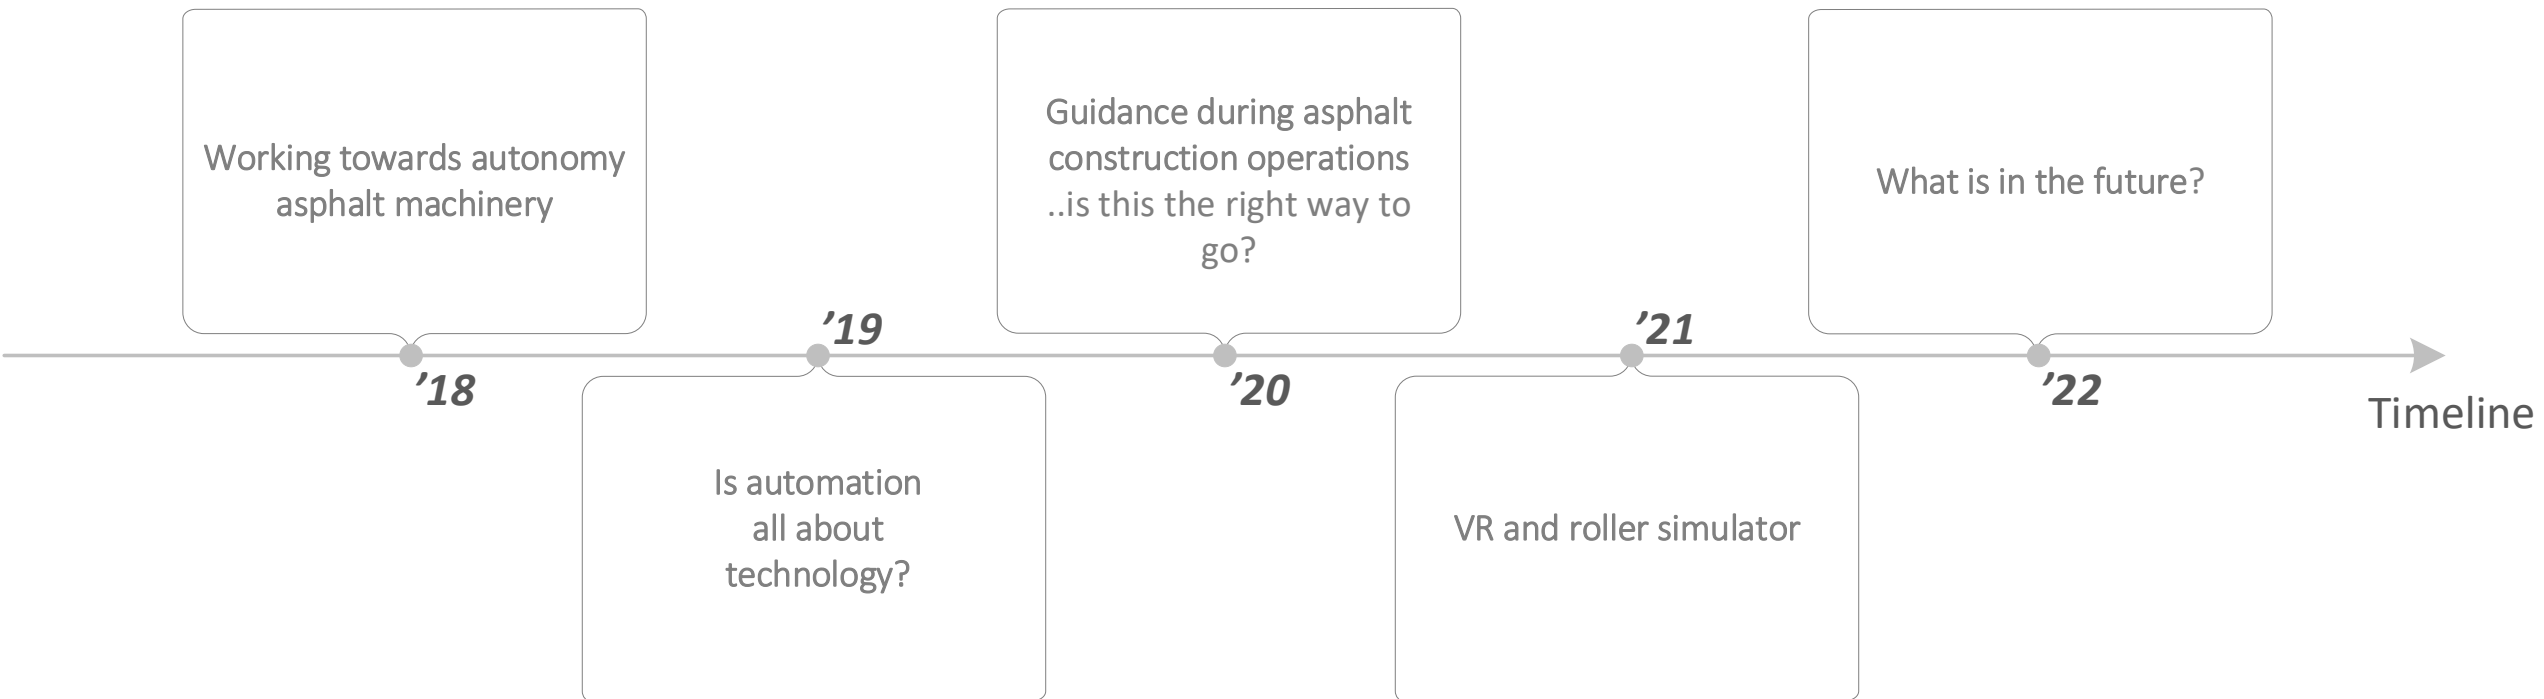 Working towards autonomy
asphalt machinery
’18
’19
Is automation
all about
technology?
Guidance during asphalt
construction operations
..is this the right way to
go?
’20
’21
VR and roller simulator
What is in the future?
’22
Timeline